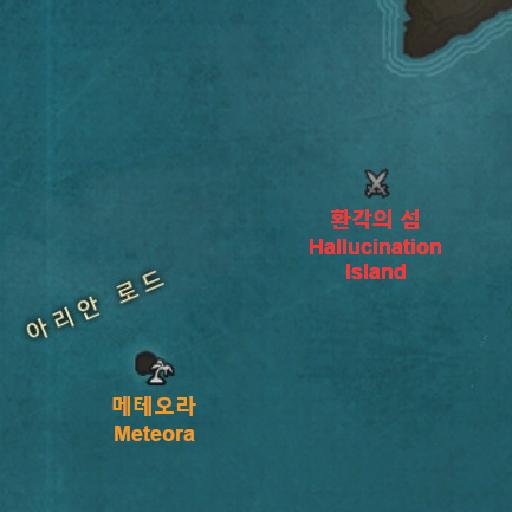 환각의 섬
Hallucination
Island
아리안 로드
메테오라
Meteora